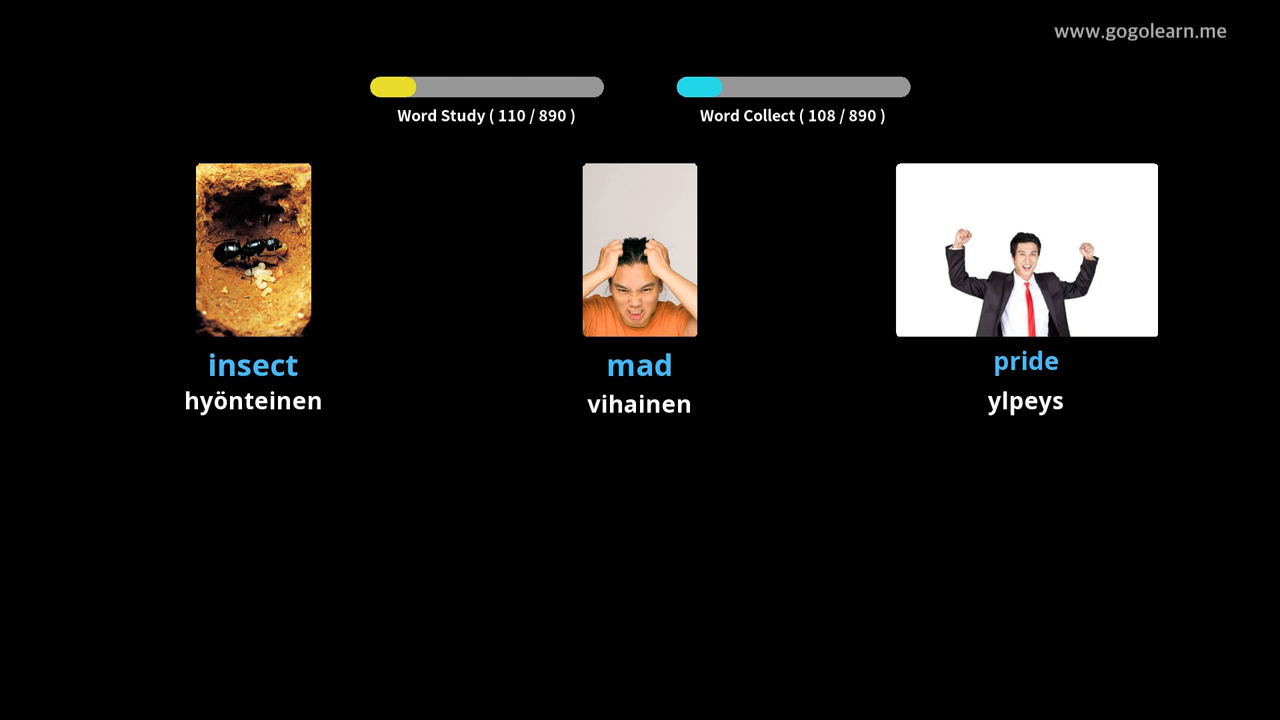 www.gogolearn.me
Word Study ( 110 / 890 )
Word Collect ( 108 / 890 )
insect
hyönteinen
mad
vihainen
pride
ylpeys